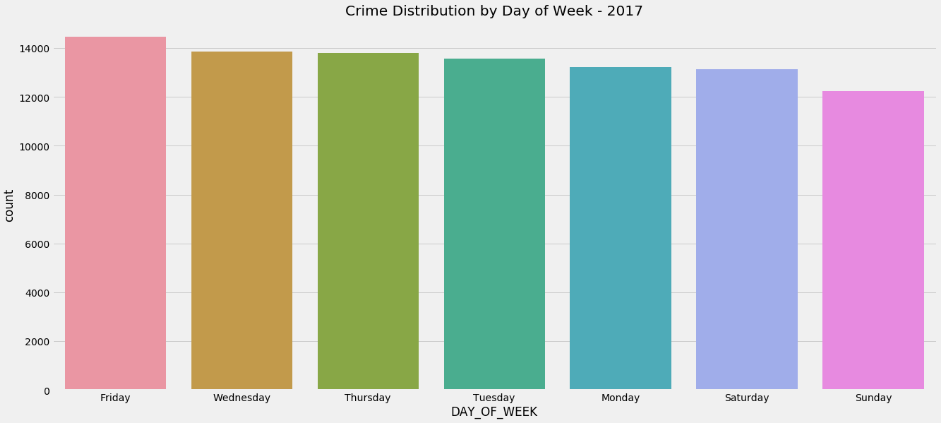 Crime Distribution by Day of Week - 2017
14000
12000
10000
8000
6000
4000
2000
0
count
Friday Wednesday Thursday Tuesday Monday Saturday Sunday
DAY_OF_WEEK